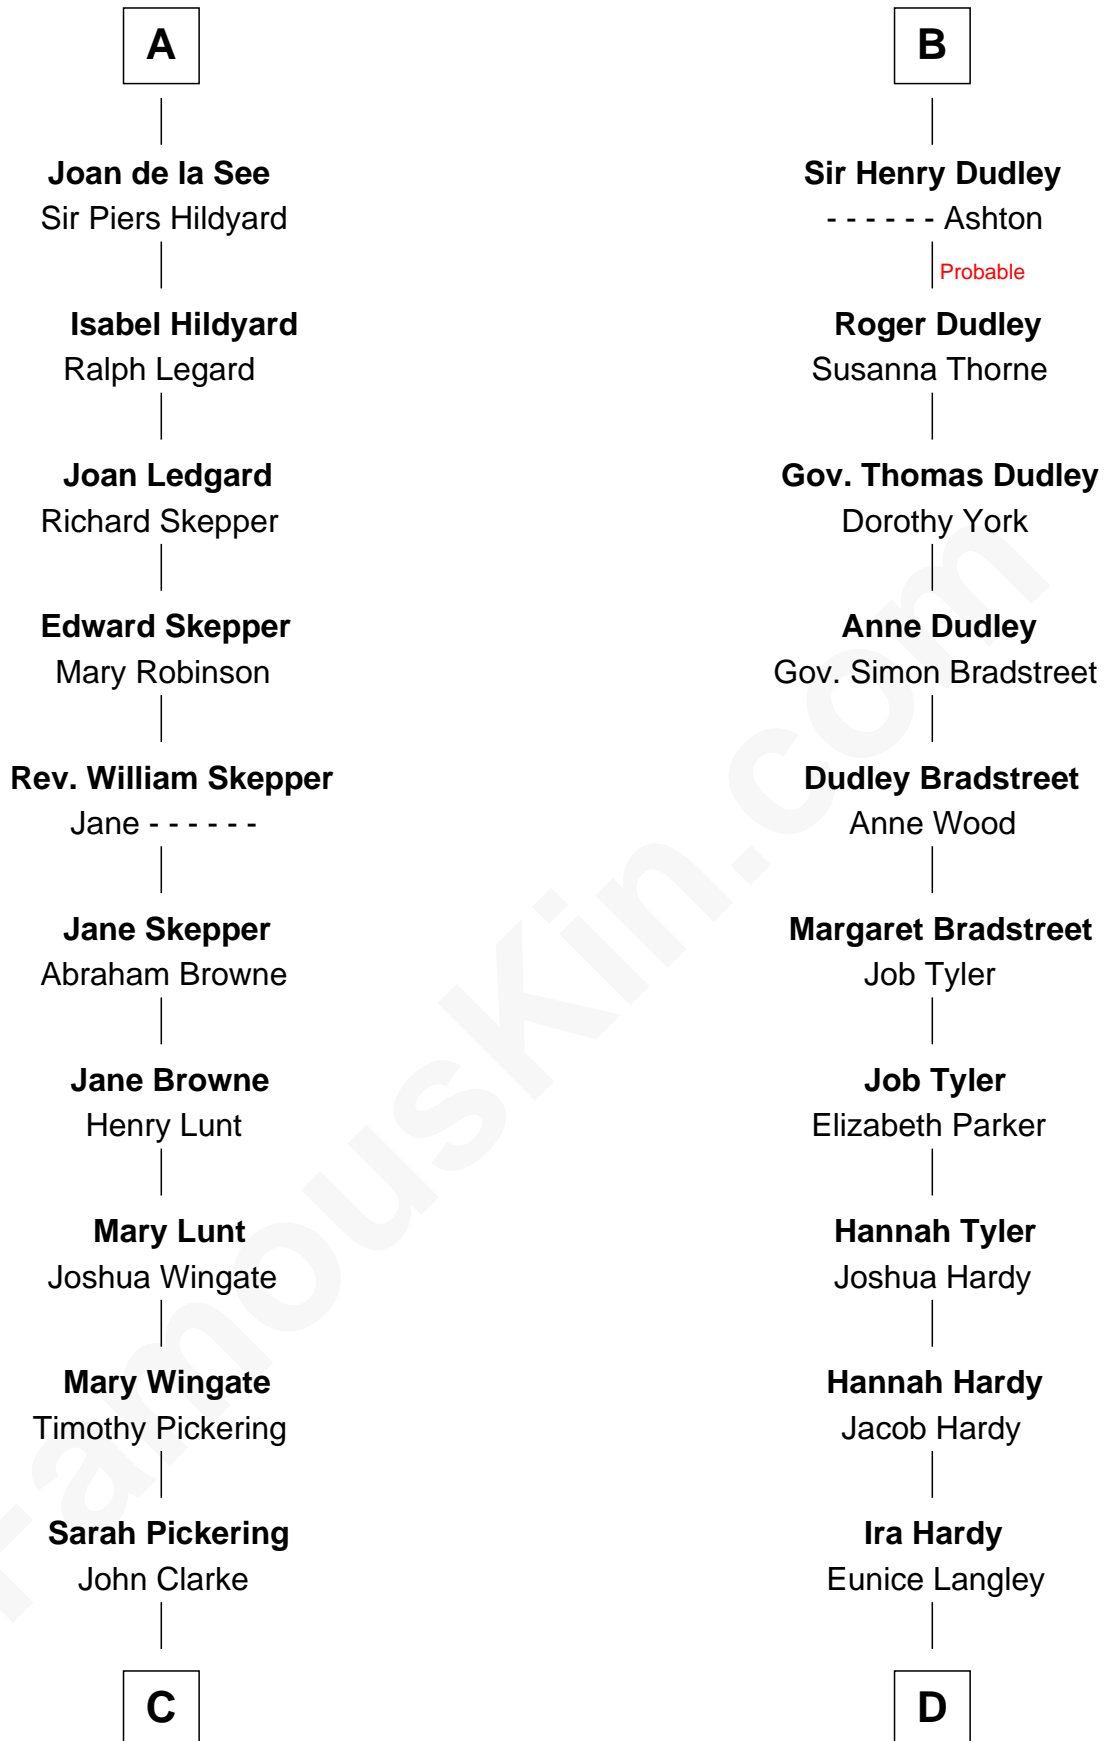 A
Joan de la See
Sir Piers Hildyard
Isabel Hildyard
Ralph Legard
Joan Ledgard
Richard Skepper
Edward Skepper
Mary Robinson
Rev. William Skepper
Jane - - - - - -
Jane Skepper
Abraham Browne
Jane Browne
Henry Lunt
Mary Lunt
Joshua Wingate
Mary Wingate
Timothy Pickering
Sarah Pickering
John Clarke
C
B
Sir Henry Dudley
- - - - - - Ashton
Probable
Roger Dudley
Susanna Thorne
Gov. Thomas Dudley
Dorothy York
Anne Dudley
Gov. Simon Bradstreet
Dudley Bradstreet
Anne Wood
Margaret Bradstreet
Job Tyler
Job Tyler
Elizabeth Parker
Hannah Tyler
Joshua Hardy
Hannah Hardy
Jacob Hardy
Ira Hardy
Eunice Langley
D
FamousKin.com